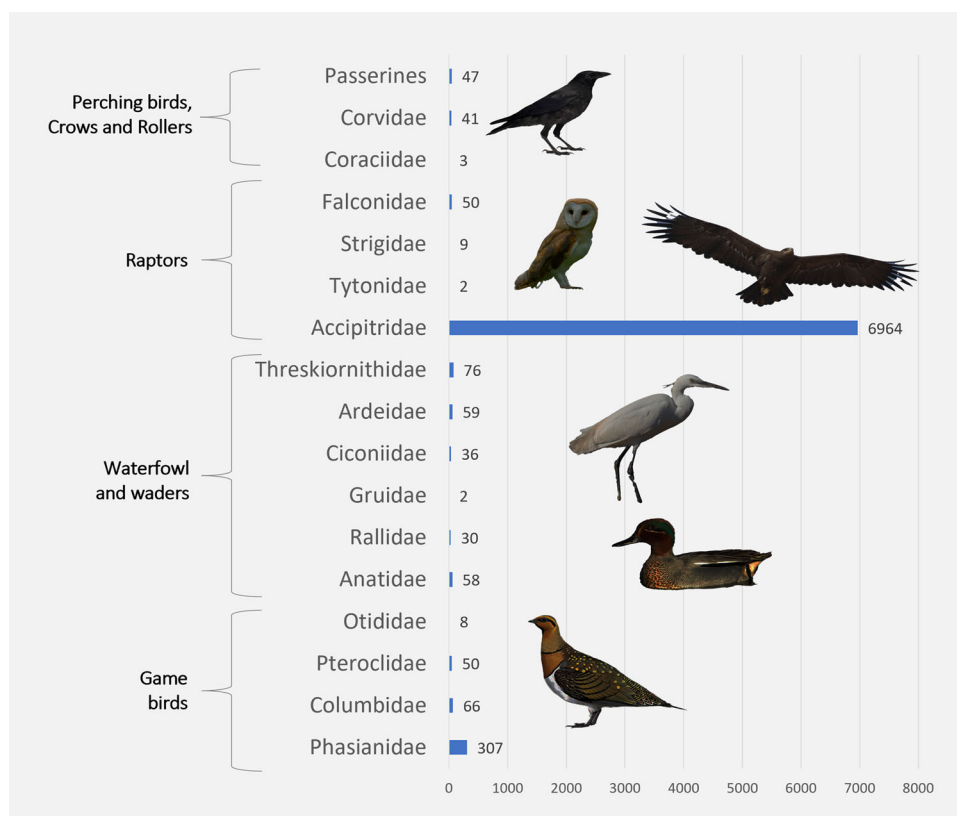 Perching birds,
Crows and Rollers
Passerines 47
Corvidae 41
Coraciidae 3
Raptors
Falconidae 50
Strigidae 9
Tytonidae 2
Accipitridae 6964
Waterfowl
and waders
Threskiornithidae 76
Ardeidae 59
Ciconiidae 36
Gruidae 2
Rallidae 30
Anatidae 58
Game
birds
Otididae 8
Pteroclidae 50
Columbidae 66
Phasianidae 307
0 1000 2000 3000 4000 5000 6000 7000 8000